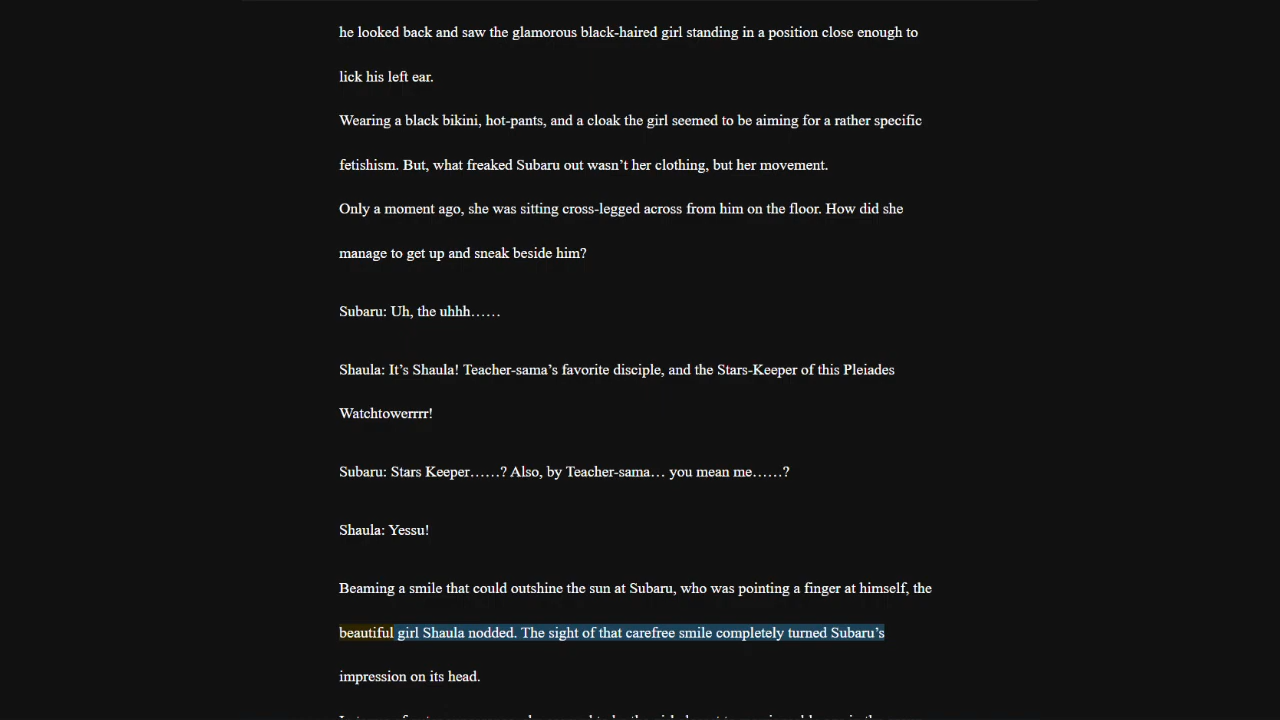 he looked back and saw the glamorous black-haired girl standing in a position close enough to
lick his left ear.
Wearing a black bikini, hot-pants, and a cloak the girl seemed to be aiming for a rather specific
fetishism. But, what freaked Subaru out wasn’t her clothing, but her movement.
Only a moment ago, she was sitting cross-legged across from him on the floor. How did she
manage to get up and sneak beside him?
Subaru: Uh, the uhhh……
Shaula: It’s Shaula! Teacher-sama’s favorite disciple, and the Stars-Keeper of this Pleiades
Watchtowerrrr!
Subaru: Stars Keeper……? Also, by Teacher-sama… you mean me……?
Shaula: Yessu!
Beaming a smile that could outshine the sun at Subaru, who was pointing a finger at himself, the
beautiful girl Shaula nodded. The sight of that carefree smile completely turned Subaru’s
impression on its head.